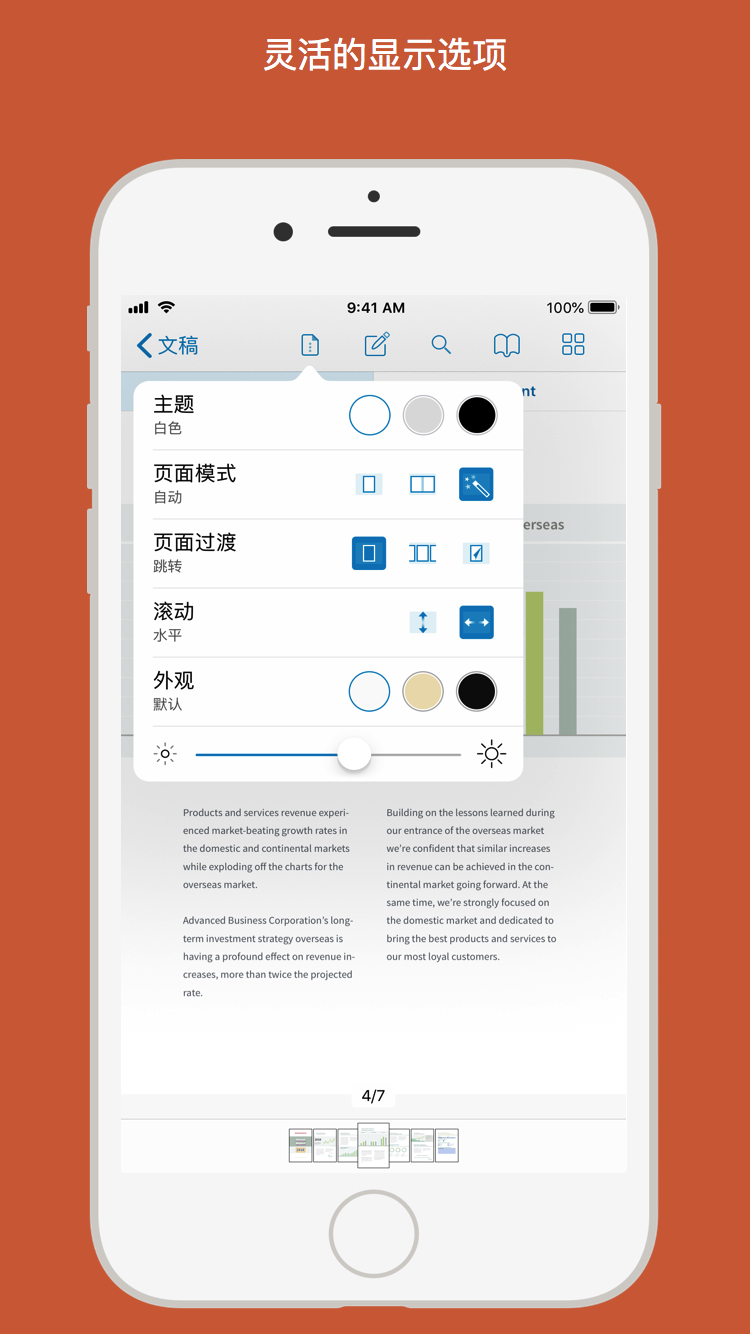 灵活的显示选项
9:41 AM
100%
文稿
nt
主题
白色
页面模式
自动
erseas
页面过渡
跳转
滚动
水平
外观
默认
Products and services revenue experi-
enced market-beating growth rates in
the domestic and continental markets
while exploding off the charts for the
overseas market.
Advanced Business Corporation's long-
term investment strategy overseas is
having a profound effect on revenue in-
creases, more than twice the projected
rate.
Building on the lessons learned during
our entrance of the overseas market
we're confident that similar increases
in revenue can be achieved in the con-
tinental market going forward. At the
same time, we're strongly focused on
the domestic market and dedicated to
bring the best products and services to
our most loyal customers.
4/7